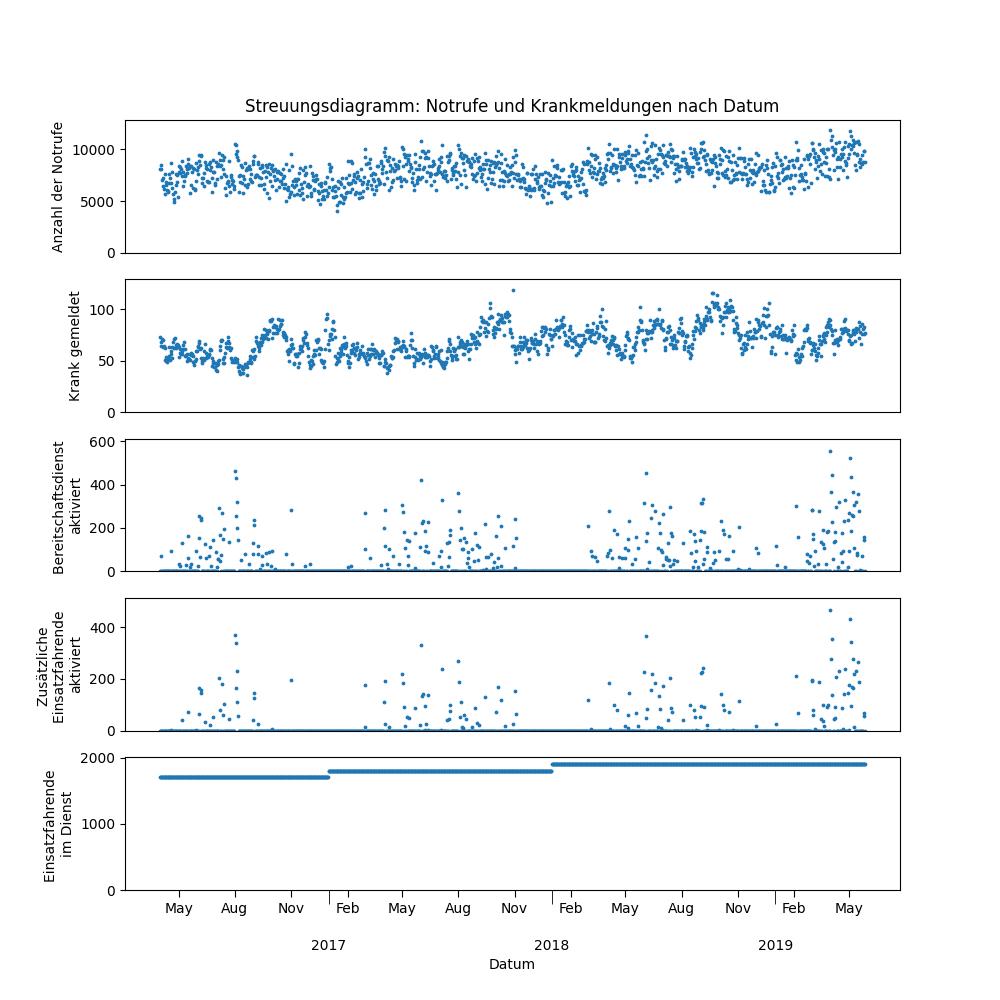 Streuungsdiagramm: Notrufe und Krankmeldungen nach Datum
Anzahl der Notrufe
10000
5000
0
Krank gemeldet
100
50
0
Bereitschaftsdienst
aktiviert
600
400
200
0
Zusätzliche
Einsatzfahrende
aktiviert
400
200
0
Einsatzfahrende
im Dienst
2000
1000
0
May Aug Nov Feb May Aug Nov Feb May Aug Nov Feb May
2017 2018 2019
Datum